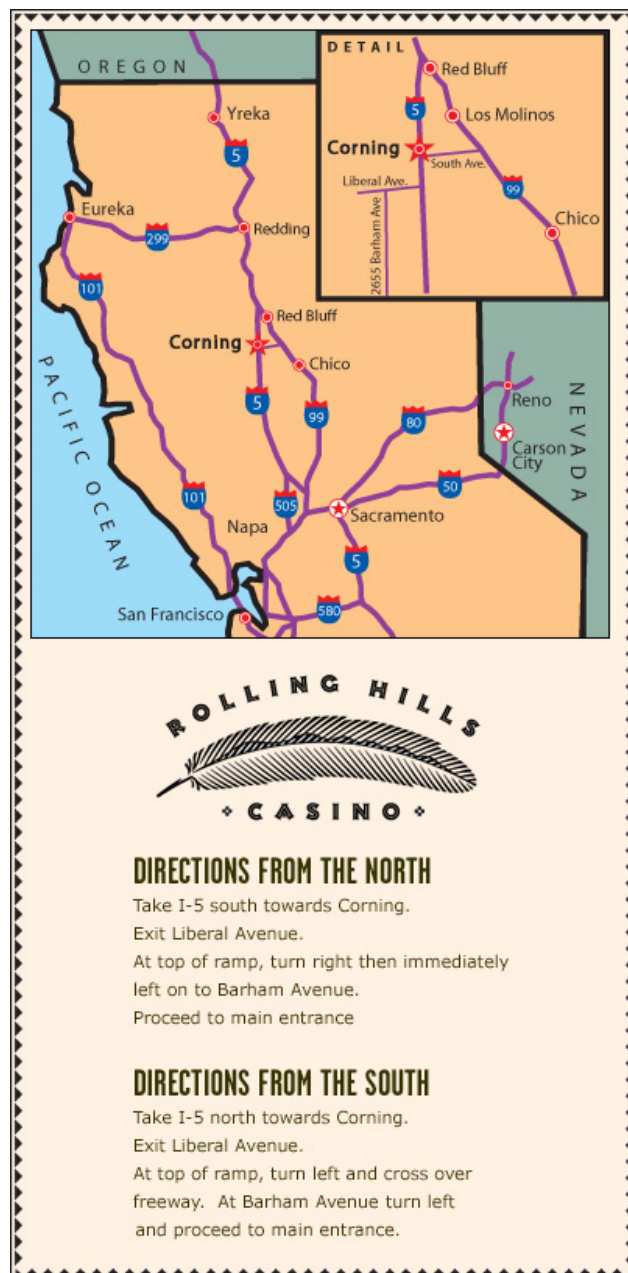 OREGON
Yreka
5
Eureka
299
Redding
101
Red Bluff
Corning
Chico
5
99
80
Reno
NEVADA
Carson
City
PACIFIC OCEAN
101
505
50
Napa
Sacramento
5
San Francisco
580
DETAIL
Red Bluff
5
Los Molinos
Corning
South Ave.
Liberal Ave.
99
2655 Barham Ave
Chico
ROLLING HILLS
CASINO
DIRECTIONS FROM THE NORTH
Take I-5 south towards Corning.
Exit Liberal Avenue.
At top of ramp, turn right then immediately
left on to Barham Avenue.
Proceed to main entrance
DIRECTIONS FROM THE SOUTH
Take I-5 north towards Corning.
Exit Liberal Avenue.
At top of ramp, turn left and cross over
freeway.  At Barham Avenue turn left
and proceed to main entrance.